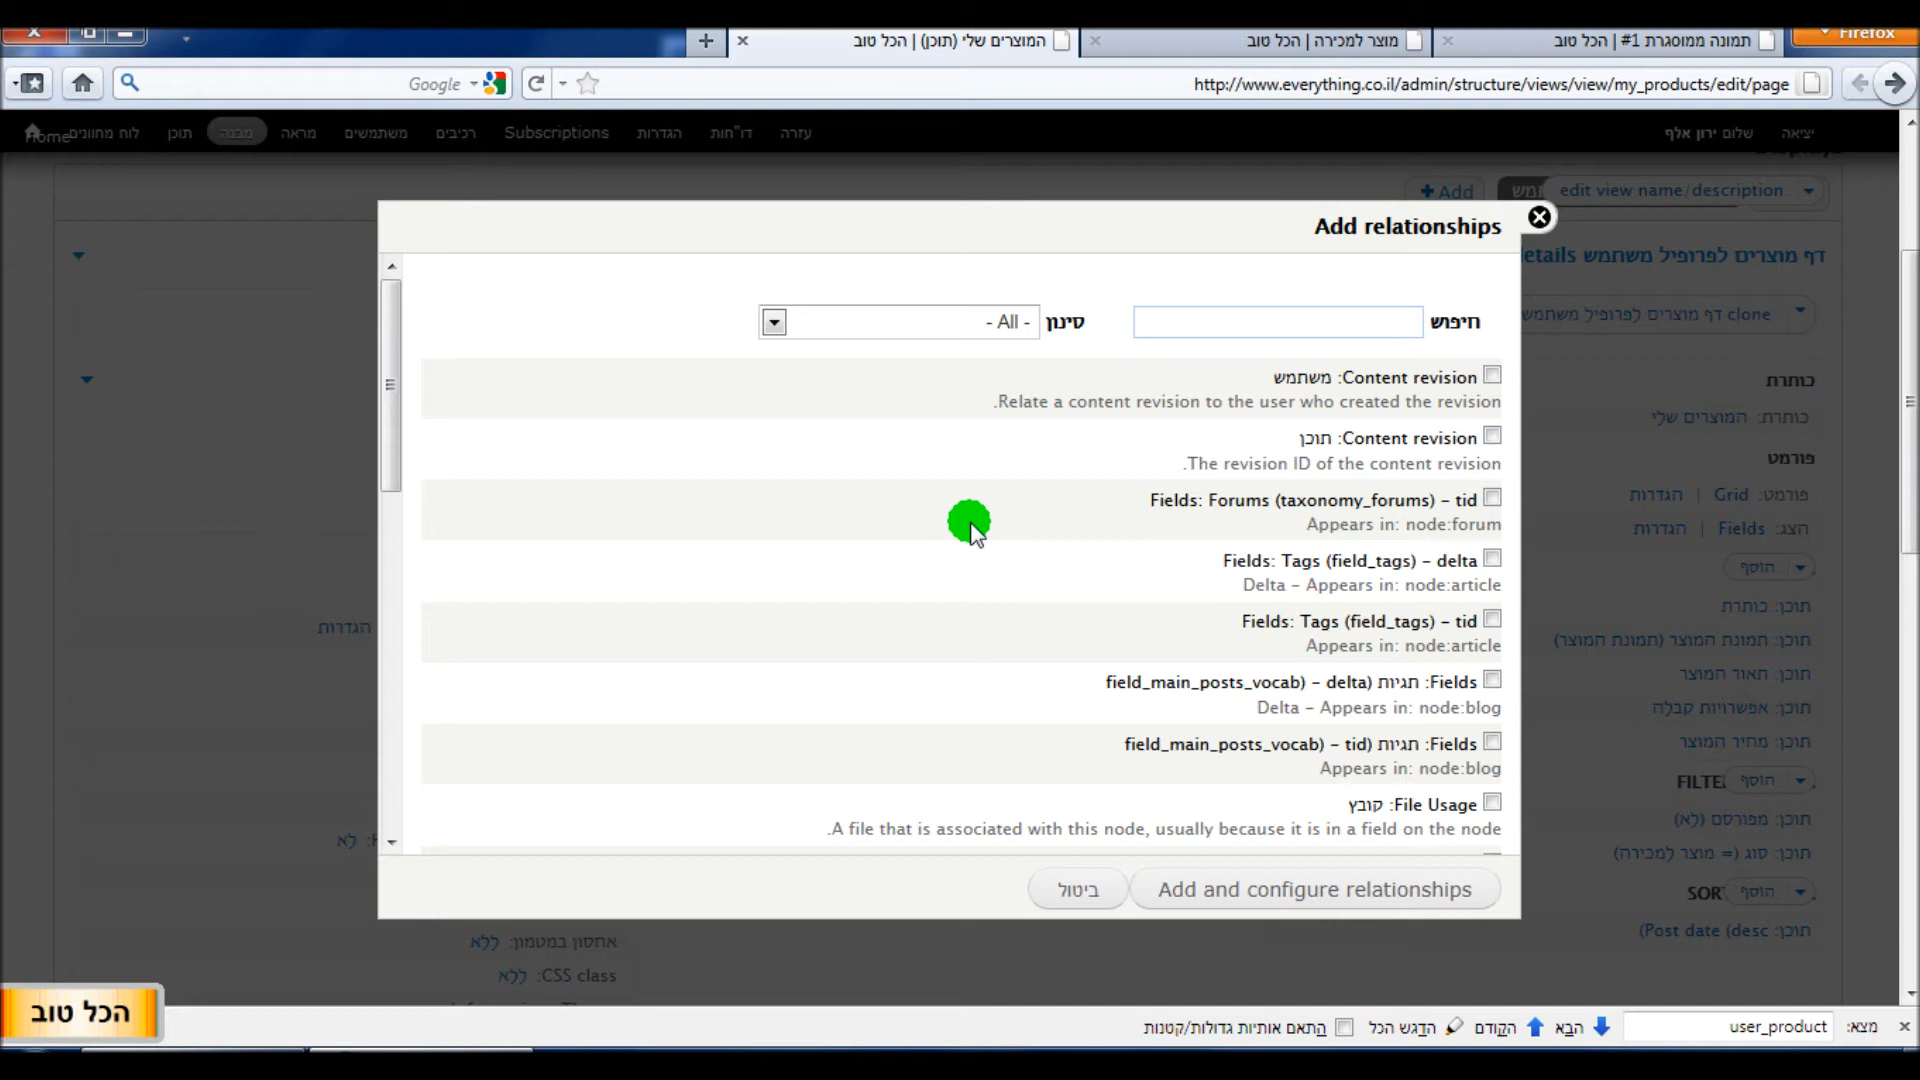 תמונה ממוסגרת #1 | הכל טוב
מוצר למכירה | הכל טוב
המוצרים שלי (תוכן) | הכל טוב
Firefox
http://www.everything.co.il/admin/structure/views/view/my_products/edit/page
Google
Home לוח מחוונים תוכן מבנה מראה משתמשים רכיבים Subscriptions הגדרות דו"חות עזרה
שלום ירון אלף יציאה
Add
edit view name/description
דף מוצרים לפרופיל משתמש etails
clone דף מוצרים לפרופיל משתמש
כותרת
כותרת: המוצרים שלי
פורמט
פורמט: Grid | הגדרות
הצג: Fields | הגדרות
הוסף
תוכן: כותרת
תוכן: תמונת המוצר (תמונת המוצר)
תוכן: תאור המוצר
תוכן: אפשרויות קבלה
תוכן: מחיר המוצר
FILTE הוסף
תוכן: מפורסם (לא)
תוכן: סוג (= מוצר למכירה)
SOR הוסף
תוכן: Post date (desc)
Add relationships
חיפוש
סינון - All -
Content revision: משתמש
Relate a content revision to the user who created the revision.
Content revision: תוכן
The revision ID of the content revision.
Fields: Forums (taxonomy_forums) - tid
Appears in: node:forum
Fields: Tags (field_tags) - delta
Delta - Appears in: node:article
Fields: Tags (field_tags) - tid
Appears in: node:article
Fields: תגיות (field_main_posts_vocab) - delta
Delta - Appears in: node:blog
Fields: תגיות (field_main_posts_vocab) - tid
Appears in: node:blog
File Usage: קובץ
A file that is associated with this node, usually because it is in a field on the node.
Add and configure relationships
ביטול
הגדרות
לא
אחסון במטמון: ללא
CSS class: ללא
הכל טוב
מצא: user_product הבא הקודם הדגש הכל התאם אותיות גדולות/קטנות